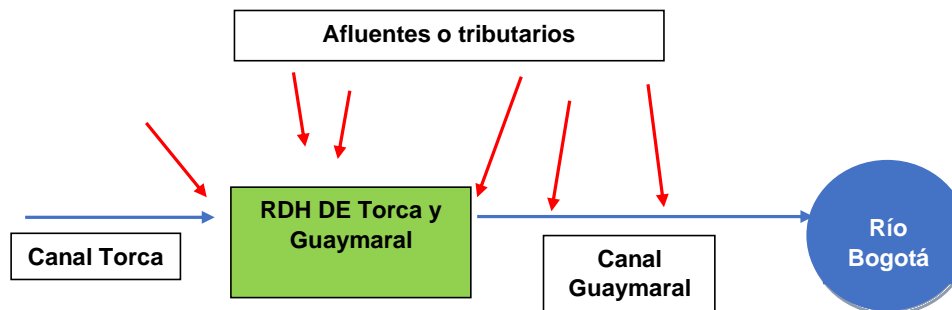 Afluentes o tributarios
RDH DE Torca y
Guaymaral
Canal Torca
Canal
Guaymaral
Río
Bogotá